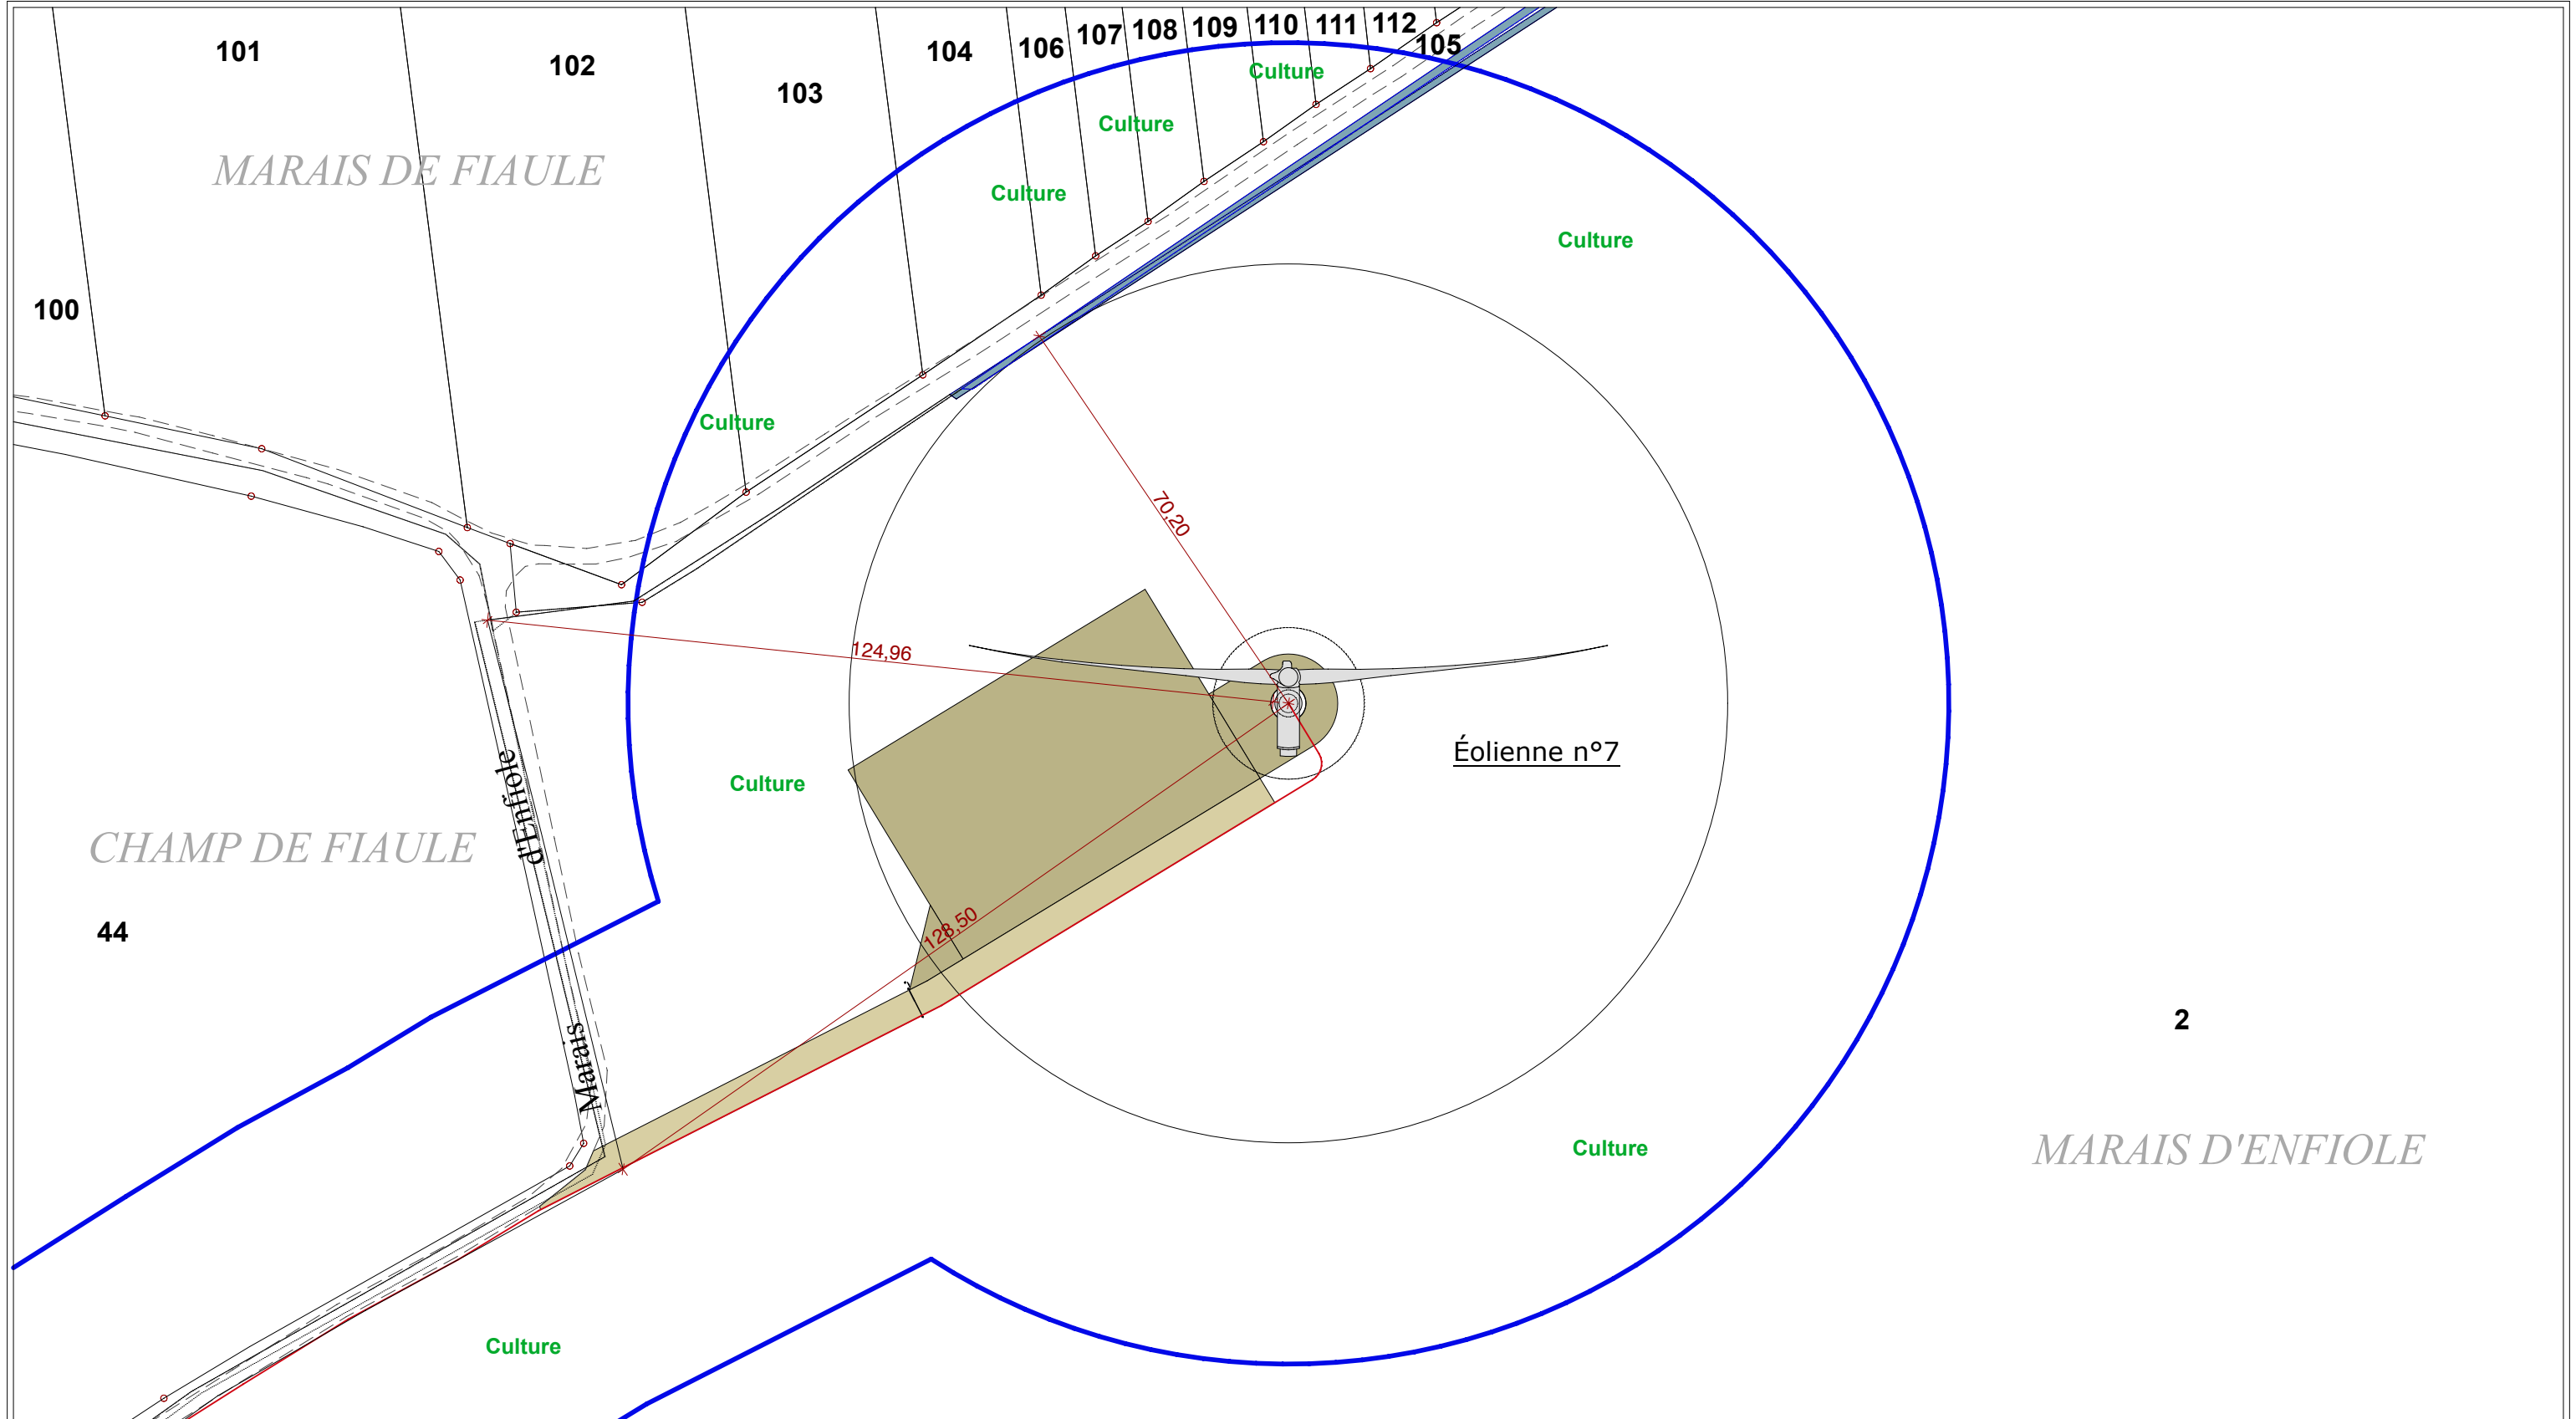 101
102
103
104
106
107
108
109
110
111
112
105
Culture
Culture
MARAIS DE FIAULE
Culture
Culture
100
Culture
70,20
124,96
Éolienne n°7
Culture
d'Enfiole
CHAMP DE FIAULE
44
128,50
2
Marais
Culture
MARAIS D'ENFIOLE
Culture